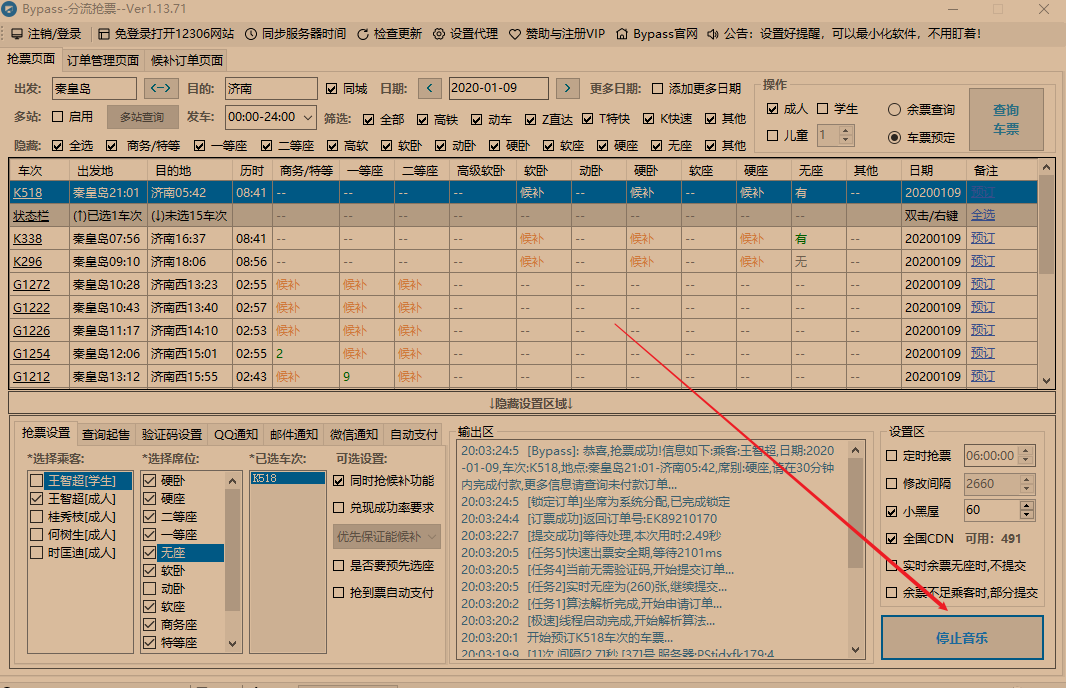 Bypass-分流抢票--Ver1.13.71
注销/登录 免登录打开12306网站 同步服务器时间 检查更新 设置代理 赞助与注册VIP Bypass官网 公告：设置好提醒，可以最小化软件，不用盯着！
抢票页面 订单管理页面 候补订单页面
出发: 秦皇岛 <--> 目的: 济南 同城 日期: < 2020-01-09 > 更多日期: 添加更多日期 操作
多站: 启用 多站查询 发车: 00:00-24:00 筛选: 全部 高铁 动车 Z直达 T特快 K快速 其他 成人 学生 余票查询 查询
隐藏: 全选 商务/特等 一等座 二等座 高软 软卧 动卧 硬卧 软座 硬座 无座 其他 儿童 1 车票预定 车票
车次 出发地 目的地 历时 商务/特等 一等座 二等座 高级软卧 软卧 动卧 硬卧 软座 硬座 无座 其他 日期 备注
K518 秦皇岛21:01 济南05:42 08:41 -- -- -- -- 候补 -- 候补 -- 候补 有 -- 20200109 预订
状态栏 (↑)已选1车次 (↓)未选15车次 -- -- -- -- -- -- -- -- -- -- 双击/右键 全选
K338 秦皇岛07:56 济南16:37 08:41 -- -- -- -- 候补 -- 候补 -- 候补 有 -- 20200109 预订
K296 秦皇岛09:10 济南18:06 08:56 -- -- -- -- 候补 -- 候补 -- 候补 无 -- 20200109 预订
G1272 秦皇岛10:28 济南西13:23 02:55 候补 候补 候补 -- -- -- -- -- -- -- -- 20200109 预订
G1222 秦皇岛10:43 济南西13:40 02:57 候补 候补 候补 -- -- -- -- -- -- -- -- 20200109 预订
G1226 秦皇岛11:17 济南西14:10 02:53 候补 候补 候补 -- -- -- -- -- -- -- -- 20200109 预订
G1254 秦皇岛12:06 济南西15:01 02:55 2 候补 候补 -- -- -- -- -- -- -- -- 20200109 预订
G1212 秦皇岛13:12 济南西15:55 02:43 候补 9 候补 -- -- -- -- -- -- -- -- 20200109 预订
↓隐藏设置区域↓
抢票设置 查询起售 验证码设置 QQ通知 邮件通知 微信通知 自动支付
*选择乘客: *选择席位: *已选车次: 可选设置:
王智超[学生]
王智超[成人]
桂秀枝[成人]
何树生[成人]
时匡迪[成人]
硬卧
硬座
二等座
一等座
无座
软卧
动卧
软座
商务座
特等座
K518
同时抢候补功能
兑现成功率要求
优先保证能候补
是否要预先选座
抢到票自动支付
输出区
20:03:24:5 [Bypass]: 恭喜,抢票成功!信息如下:乘客:王智超,日期:2020
-01-09,车次:K518,地点:秦皇岛21:01-济南05:42,席别:硬座,请在30分钟
内完成付款,更多信息请查询未付款订单...
20:03:24:5 [锁定订单]坐席为系统分配,已完成锁定
20:03:24:4 [订票成功]返回订单号:EK89210170
20:03:22:7 [提交成功]等待处理,本次用时:2.49秒
20:03:20:5 [任务5]快速出票安全期,等待2101ms
20:03:20:5 [任务4]当前无需验证码,开始提交订单...
20:03:20:5 [任务2]实时无座为(260)张,继续提交...
20:03:20:2 [任务1]算法解析完成,开始申请订单...
20:03:20:2 [极速]线程启动完成,开始解析算法...
20:03:20:1 开始预订K518车次的车票...
20:03:19:9 [1]次,间隔[2.7]秒,[37]号,服务器:PStjdxfk179:4
设置区
定时抢票 06:00:00
修改间隔 2660
小黑屋 60
全国CDN 可用：491
实时余票无座时,不提交
余票不足乘客时,部分提交
停止音乐